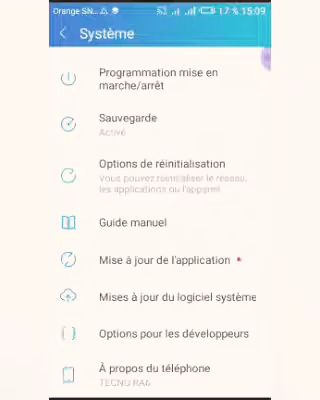 Orange SN... 17 % 15:09
Système
Programmation mise en
marche/arrêt
Sauvegarde
Activé
Options de réinitialisation
Vous pouvez réinitialiser le réseau,
les applications ou l'appareil
Guide manuel
Mise à jour de l'application
Mises à jour du logiciel système
Options pour les développeurs
À propos du téléphone
TECNO RA6